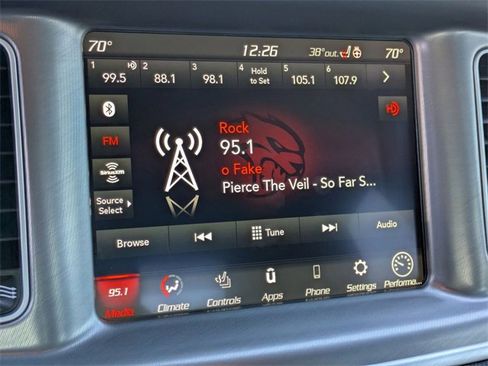 70° 12:26 38°out. 70°
1 2 3 4 Hold to Set 5 6
99.5 88.1 98.1 105.1 107.9
FM
Rock
95.1
SiriusXM
o Fake
Pierce The Veil - So Far S...
Source Select
Browse Tune Audio
95.1
Media Climate Controls Apps Phone Settings Performa...